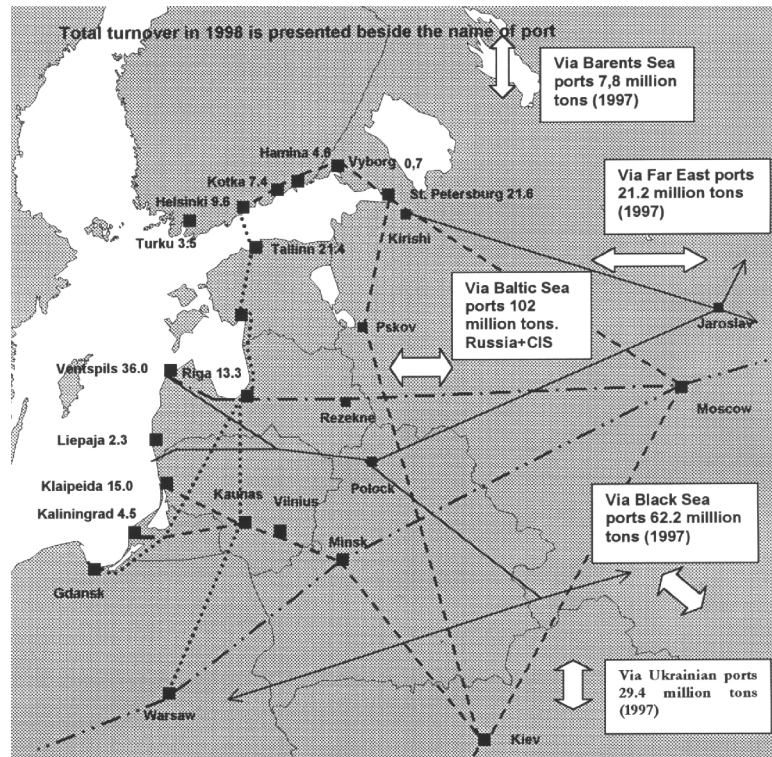 Total turnover in 1998 is presented beside the name of port
Via Barents Sea
ports 7,8 million
tons (1997)
Hamina 4.6
Vyborg 0,7
Kotka 7.4
Helsinki 9.6
St. Petersburg 21.6
Via Far East ports
21.2 million tons
(1997)
Turku 3.5
Kirishi
Tallinn 21.4
Via Baltic Sea
ports 102
million tons.
Russia+CIS
Pskov
Jaroslav
Ventspils 36.0
Riga 13.3
Rezekne
Moscow
Liepaja 2.3
Polock
Klaipeida 15.0
Kaunas
Vilnius
Via Black Sea
ports 62.2 milllion
tons (1997)
Kaliningrad 4.5
Minsk
Gdansk
Via Ukrainian ports
29.4 million tons
(1997)
Warsaw
Kiev